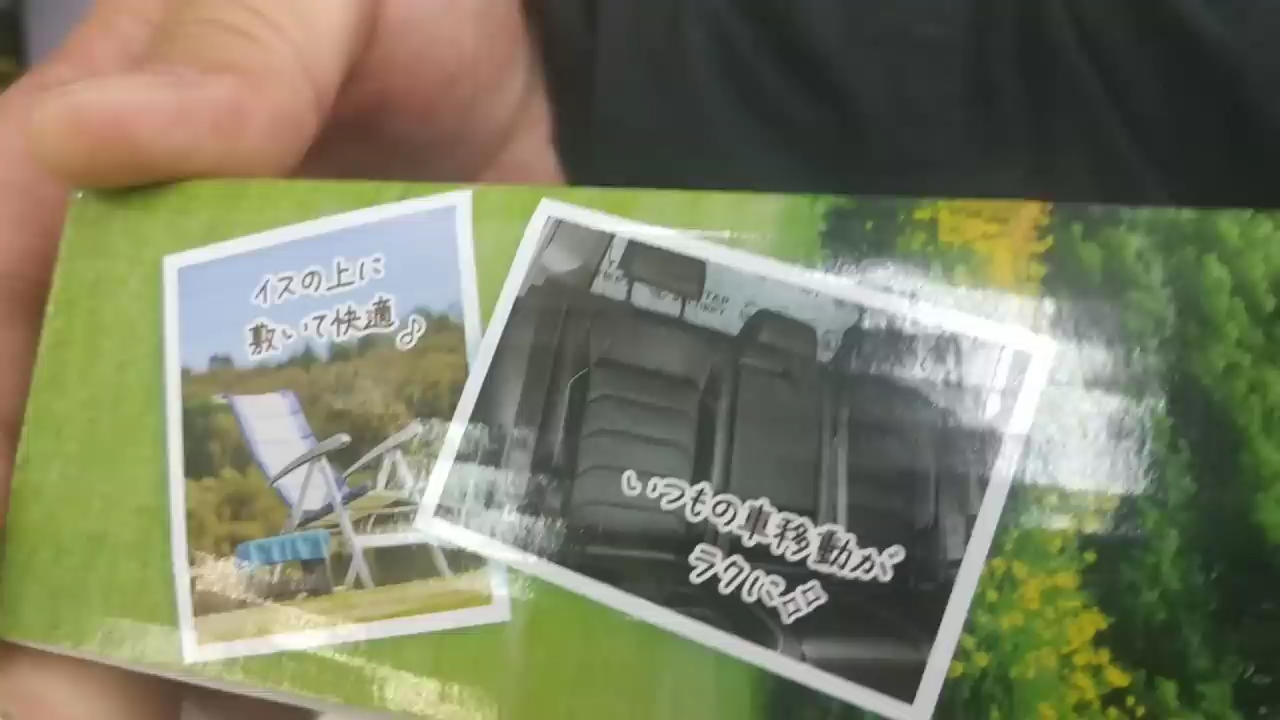 イスの上に
敷いて快適♪
いつもの車移動が
ラクに